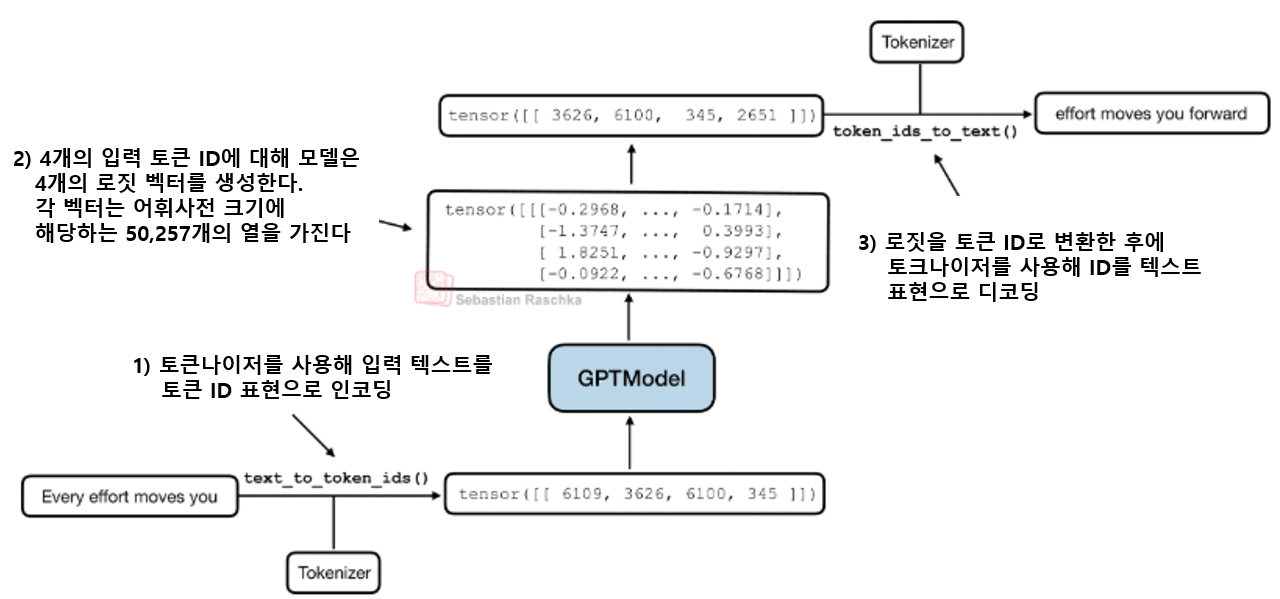 Tokenizer
tensor([[ 3626, 6100, 345, 2651 ]])
token_ids_to_text()
effort moves you forward
2) 4개의 입력 토큰 ID에 대해 모델은
4개의 로짓 벡터를 생성한다.
각 벡터는 어휘사전 크기에
해당하는 50,257개의 열을 가진다
tensor([[[-0.2968, ..., -0.1714],
[-1.3747, ..., 0.3993],
[ 1.8251, ..., -0.9297],
[-0.0922, ..., -0.6768]]])
Sebastian Raschka
3) 로짓을 토큰 ID로 변환한 후에
토크나이저를 사용해 ID를 텍스트
표현으로 디코딩
1) 토큰나이저를 사용해 입력 텍스트를
토큰 ID 표현으로 인코딩
GPTModel
Every effort moves you
text_to_token_ids()
tensor([[ 6109, 3626, 6100, 345 ]])
Tokenizer